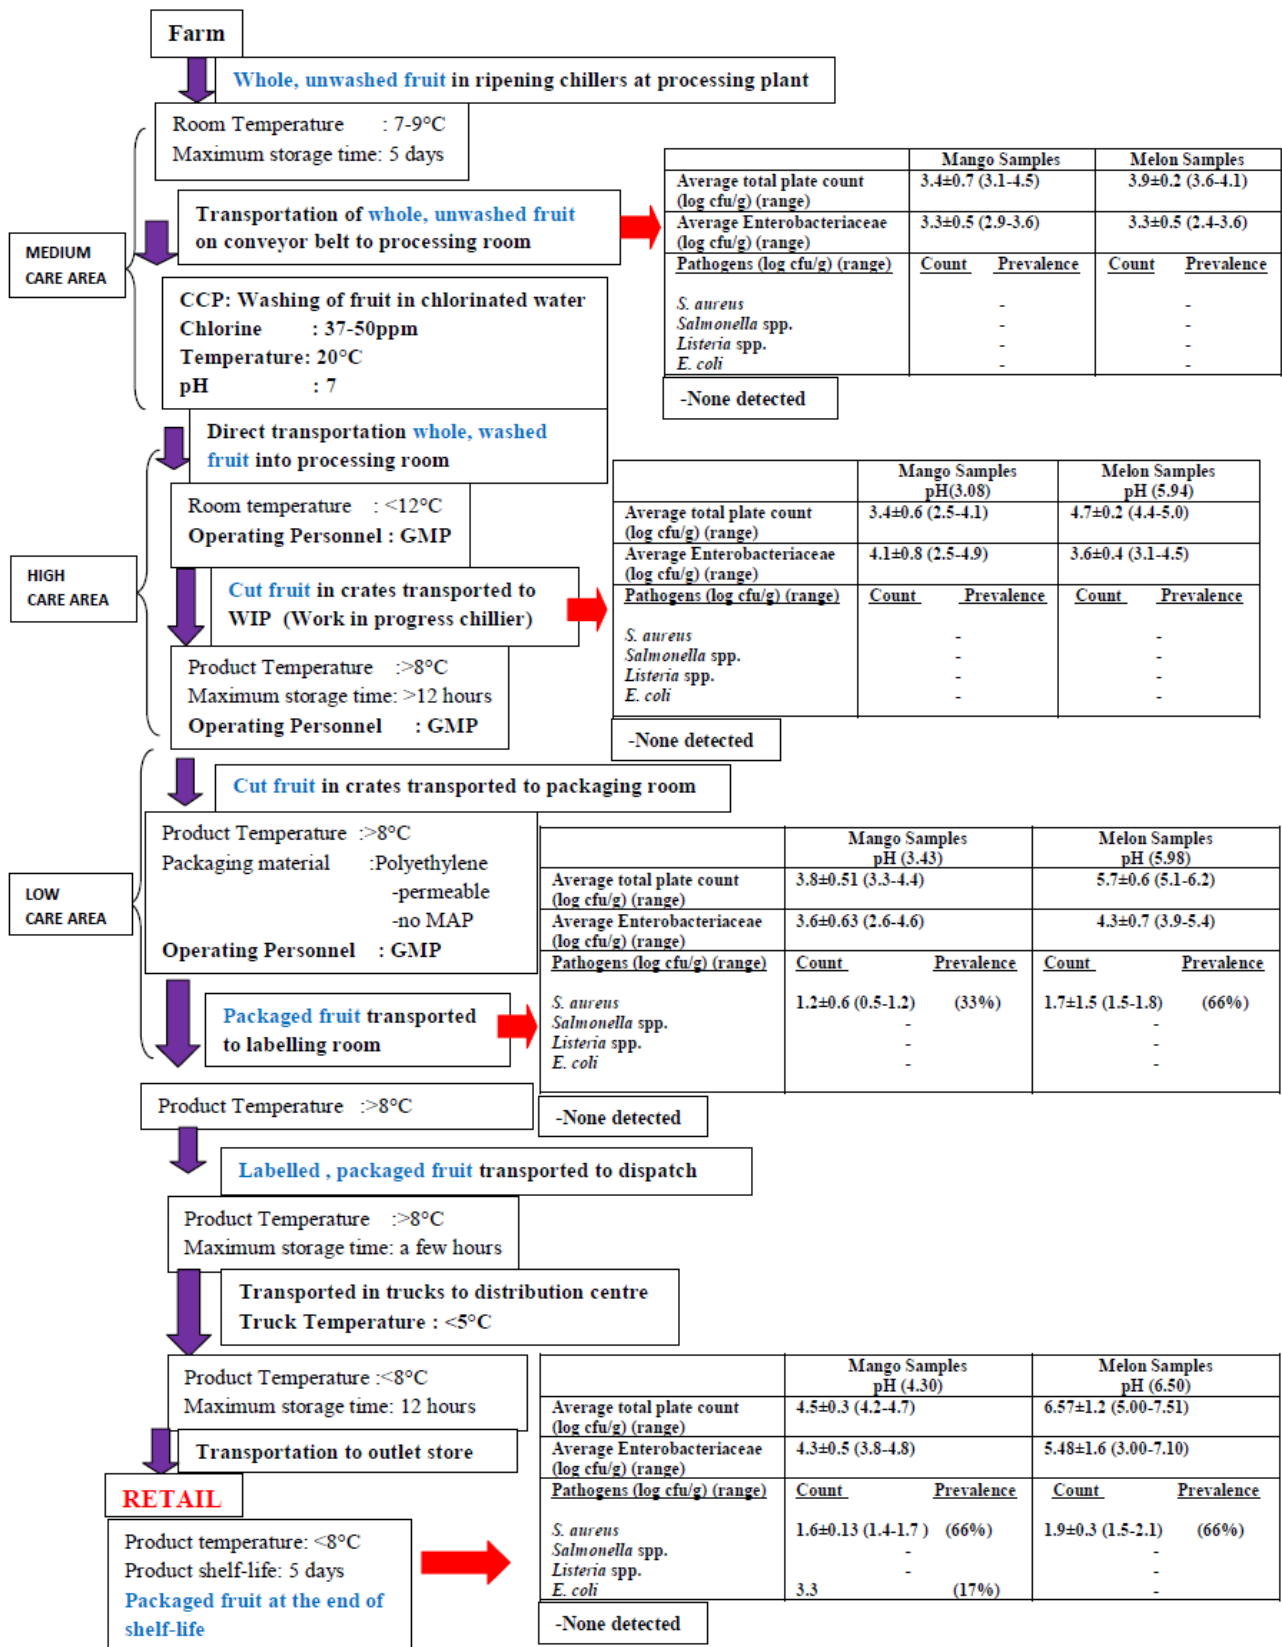 Farm
Whole, unwashed fruit in ripening chillers at processing plant
Room Temperature : 7-9°C
Maximum storage time: 5 days
Transportation of whole, unwashed fruit
on conveyor belt to processing room
MEDIUM
CARE AREA
CCP: Washing of fruit in chlorinated water
Chlorine : 37-50ppm
Temperature: 20°C
pH : 7
Mango Samples Melon Samples
Average total plate count 3.4±0.7 (3.1-4.5) 3.9±0.2 (3.6-4.1)
(log cfu/g) (range)
Average Enterobacteriaceae 3.3±0.5 (2.9-3.6) 3.3±0.5 (2.4-3.6)
(log cfu/g) (range)
Pathogens (log cfu/g) (range) Count Prevalence Count Prevalence
S. aureus - -
Salmonella spp. - -
Listeria spp. - -
E. coli - -
-None detected
Direct transportation whole, washed
fruit into processing room
Room temperature : <12°C
Operating Personnel : GMP
HIGH
CARE AREA
Cut fruit in crates transported to
WIP (Work in progress chillier)
Product Temperature :>8°C
Maximum storage time: >12 hours
Operating Personnel : GMP
Mango Samples Melon Samples
pH(3.08) pH (5.94)
Average total plate count 3.4±0.6 (2.5-4.1) 4.7±0.2 (4.4-5.0)
(log cfu/g) (range)
Average Enterobacteriaceae 4.1±0.8 (2.5-4.9) 3.6±0.4 (3.1-4.5)
(log cfu/g) (range)
Pathogens (log cfu/g) (range) Count Prevalence Count Prevalence
S. aureus - -
Salmonella spp. - -
Listeria spp. - -
E. coli - -
-None detected
Cut fruit in crates transported to packaging room
Product Temperature :>8°C
Packaging material :Polyethylene
-permeable
-no MAP
Operating Personnel : GMP
LOW
CARE AREA
Packaged fruit transported
to labelling room
Mango Samples Melon Samples
pH (3.43) pH (5.98)
Average total plate count 3.8±0.51 (3.3-4.4) 5.7±0.6 (5.1-6.2)
(log cfu/g) (range)
Average Enterobacteriaceae 3.6±0.63 (2.6-4.6) 4.3±0.7 (3.9-5.4)
(log cfu/g) (range)
Pathogens (log cfu/g) (range) Count Prevalence Count Prevalence
S. aureus 1.2±0.6 (0.5-1.2) (33%) 1.7±1.5 (1.5-1.8) (66%)
Salmonella spp. - -
Listeria spp. - -
E. coli - -
-None detected
Product Temperature :>8°C
Labelled , packaged fruit transported to dispatch
Product Temperature :>8°C
Maximum storage time: a few hours
Transported in trucks to distribution centre
Truck Temperature : <5°C
Product Temperature :<8°C
Maximum storage time: 12 hours
Transportation to outlet store
RETAIL
Product temperature: <8°C
Product shelf-life: 5 days
Packaged fruit at the end of
shelf-life
Mango Samples Melon Samples
pH (4.30) pH (6.50)
Average total plate count 4.5±0.3 (4.2-4.7) 6.57±1.2 (5.00-7.51)
(log cfu/g) (range)
Average Enterobacteriaceae 4.3±0.5 (3.8-4.8) 5.48±1.6 (3.00-7.10)
(log cfu/g) (range)
Pathogens (log cfu/g) (range) Count Prevalence Count Prevalence
S. aureus 1.6±0.13 (1.4-1.7 ) (66%) 1.9±0.3 (1.5-2.1) (66%)
Salmonella spp. - -
Listeria spp. - -
E. coli 3.3 (17%) -
-None detected